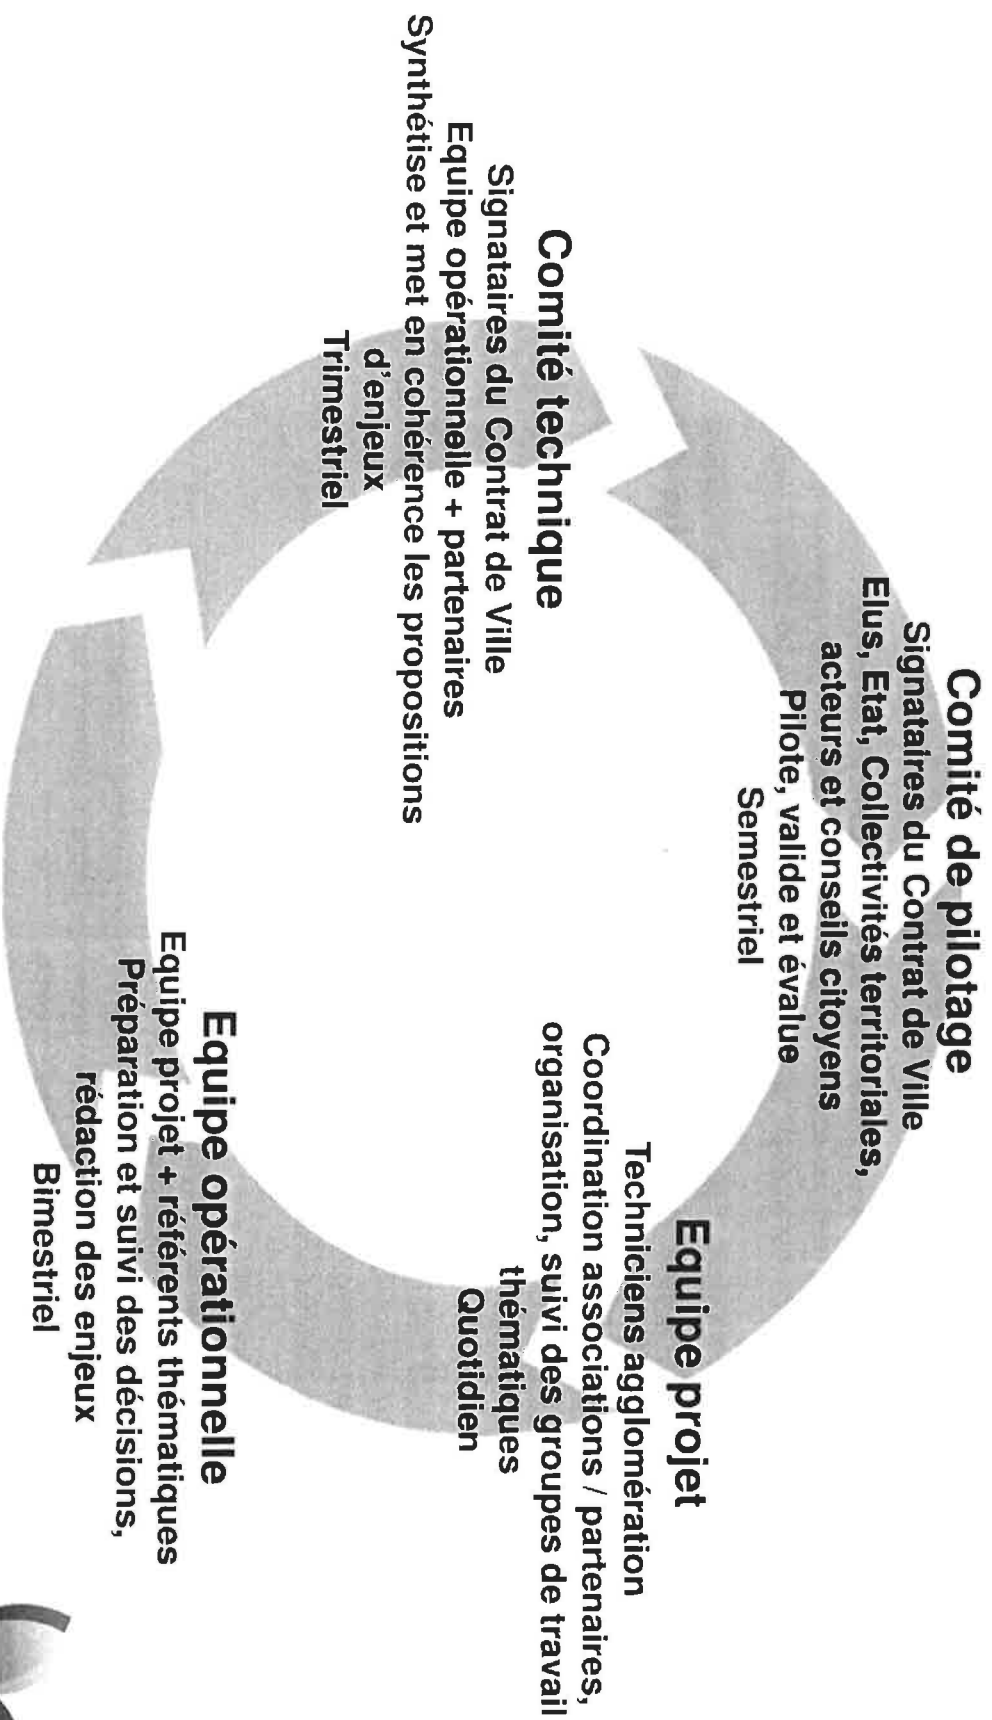 Comité de pilotage
Signataires du Contrat de Ville
Elus, Etat, Collectivités territoriales,
acteurs et conseils citoyens
Pilote, valide et évalue
Semestriel
Equipe projet
Techniciens agglomération
Coordination associations / partenaires,
organisation, suivi des groupes de travail
thématiques
Quotidien
Equipe opérationnelle
Equipe projet + référents thématiques
Préparation et suivi des décisions,
rédaction des enjeux
Bimestriel
Comité technique
Signataires du Contrat de Ville
Equipe opérationnelle + partenaires
Synthétise et met en cohérence les propositions
d'enjeux
Trimestriel